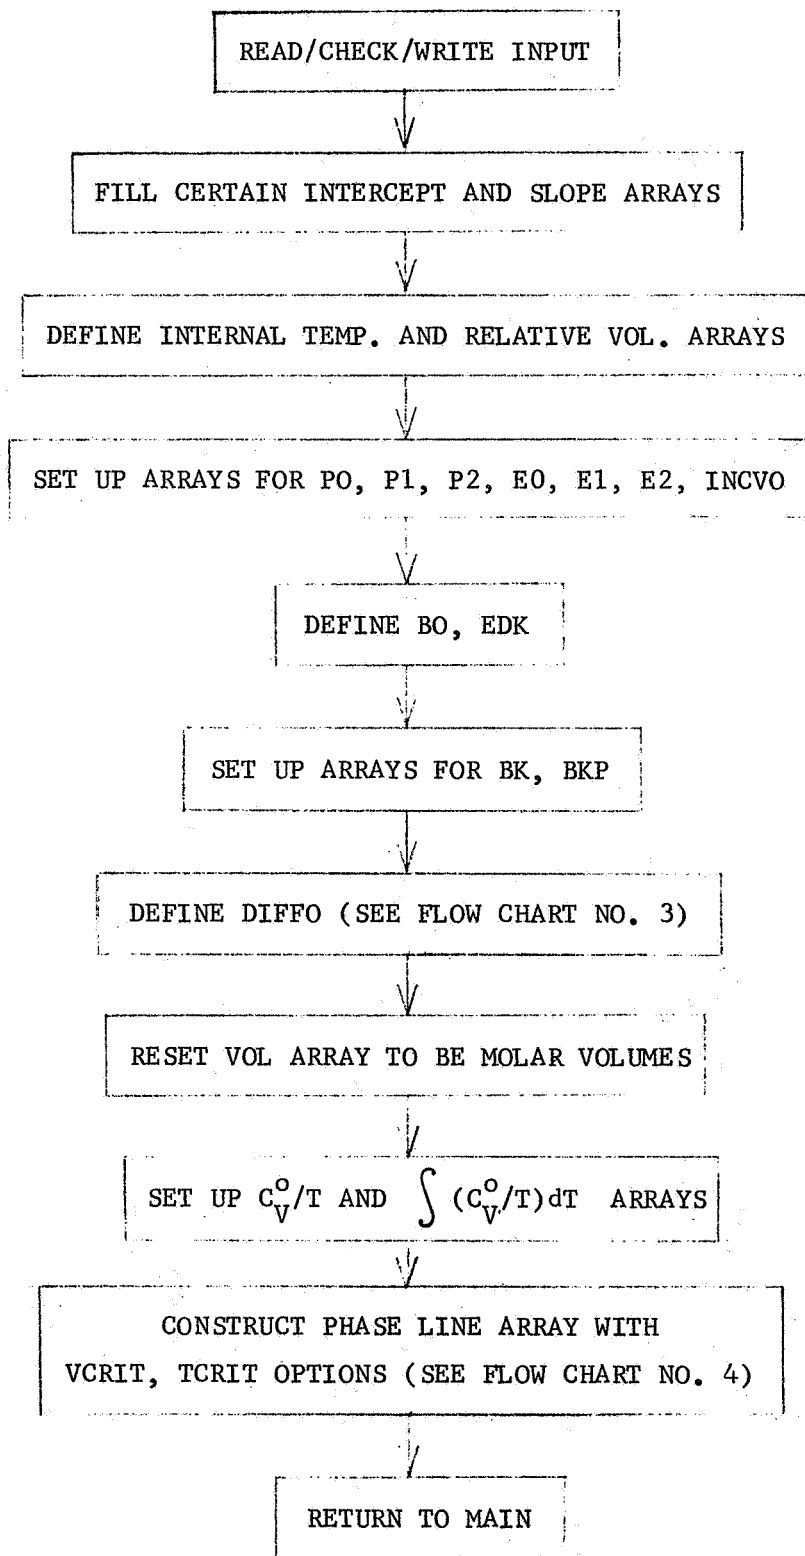 READ/CHECK/WRITE INPUT
FILL CERTAIN INTERCEPT AND SLOPE ARRAYS
DEFINE INTERNAL TEMP. AND RELATIVE VOL. ARRAYS
SET UP ARRAYS FOR PO, P1, P2, EO, E1, E2, INCVO
DEFINE BO, EDK
SET UP ARRAYS FOR BK, BKP
DEFINE DIFFO (SEE FLOW CHART NO. 3)
RESET VOL ARRAY TO BE MOLAR VOLUMES
SET UP C_V^O/T AND ∫ (C_V^O/T)dT ARRAYS
CONSTRUCT PHASE LINE ARRAY WITH
VCRIT, TCRIT OPTIONS (SEE FLOW CHART NO. 4)
RETURN TO MAIN